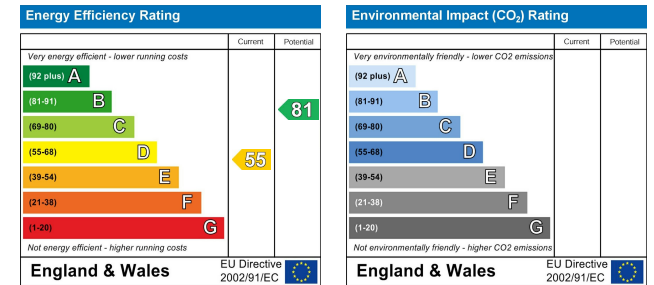 Energy Efficiency Rating
Current Potential
Very energy efficient - lower running costs
(92 plus) A
(81-91) B
81
(69-80) C
(55-68) D
55
(39-54) E
(21-38) F
(1-20) G
Not energy efficient - higher running costs
England & Wales
EU Directive
2002/91/EC
Environmental Impact (CO₂) Rating
Current Potential
Very environmentally friendly - lower CO2 emissions
(92 plus) A
(81-91) B
(69-80) C
(55-68) D
(39-54) E
(21-38) F
(1-20) G
Not environmentally friendly - higher CO2 emissions
England & Wales
EU Directive
2002/91/EC